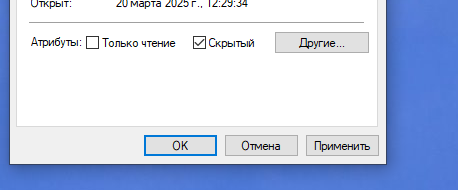 Открыт: 20 марта 2025 г., 12:29:34
Атрибуты: Только чтение Скрытый Другие...
OK Отмена Применить